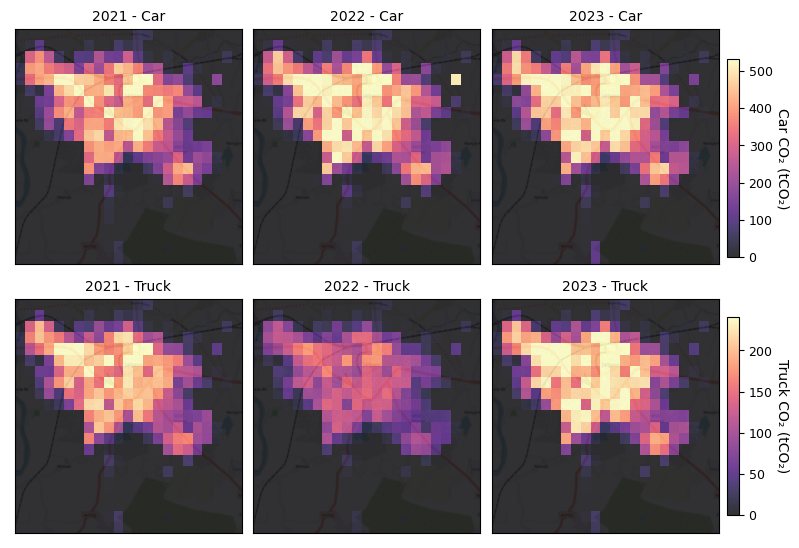 2021 - Car
2022 - Car
2023 - Car
500
400
300
200
100
0
Car CO₂ (tCO₂)
2021 - Truck
2022 - Truck
2023 - Truck
200
150
100
50
0
Truck CO₂ (tCO₂)